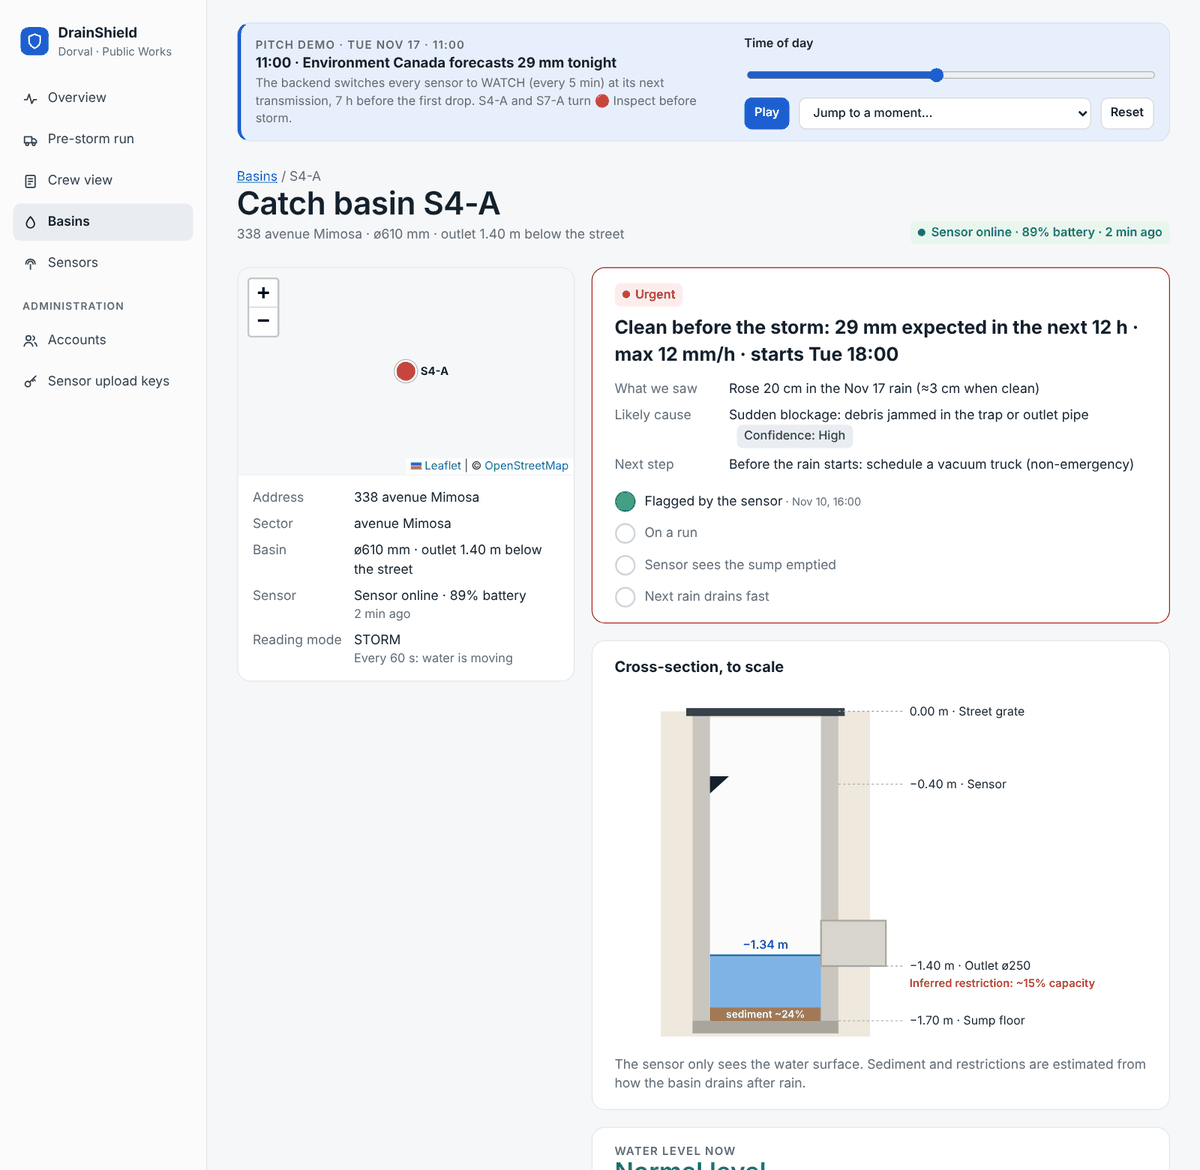 DrainShield
Dorval · Public Works
Overview
Pre-storm run
Crew view
Basins
Sensors
ADMINISTRATION
Accounts
Sensor upload keys
PITCH DEMO · TUE NOV 17 · 11:00
11:00 · Environment Canada forecasts 29 mm tonight
The backend switches every sensor to WATCH (every 5 min) at its next
transmission, 7 h before the first drop. S4-A and S7-A turn 🔴 Inspect before
storm.
Time of day
Play
Jump to a moment...
Reset
Basins / S4-A
Catch basin S4-A
338 avenue Mimosa · ø610 mm · outlet 1.40 m below the street
Sensor online · 89% battery · 2 min ago
+
−
S4-A
Leaflet | © OpenStreetMap
Address 338 avenue Mimosa
Sector avenue Mimosa
Basin ø610 mm · outlet 1.40 m below
the street
Sensor Sensor online · 89% battery
2 min ago
Reading mode STORM
Every 60 s: water is moving
Urgent
Clean before the storm: 29 mm expected in the next 12 h ·
max 12 mm/h · starts Tue 18:00
What we saw Rose 20 cm in the Nov 17 rain (≈3 cm when clean)
Likely cause Sudden blockage: debris jammed in the trap or outlet pipe
Confidence: High
Next step Before the rain starts: schedule a vacuum truck (non-emergency)
Flagged by the sensor · Nov 10, 16:00
On a run
Sensor sees the sump emptied
Next rain drains fast
Cross-section, to scale
0.00 m · Street grate
−0.40 m · Sensor
−1.34 m
−1.40 m · Outlet ø250
Inferred restriction: ~15% capacity
sediment ~24%
−1.70 m · Sump floor
The sensor only sees the water surface. Sediment and restrictions are estimated from
how the basin drains after rain.
WATER LEVEL NOW
Normal level